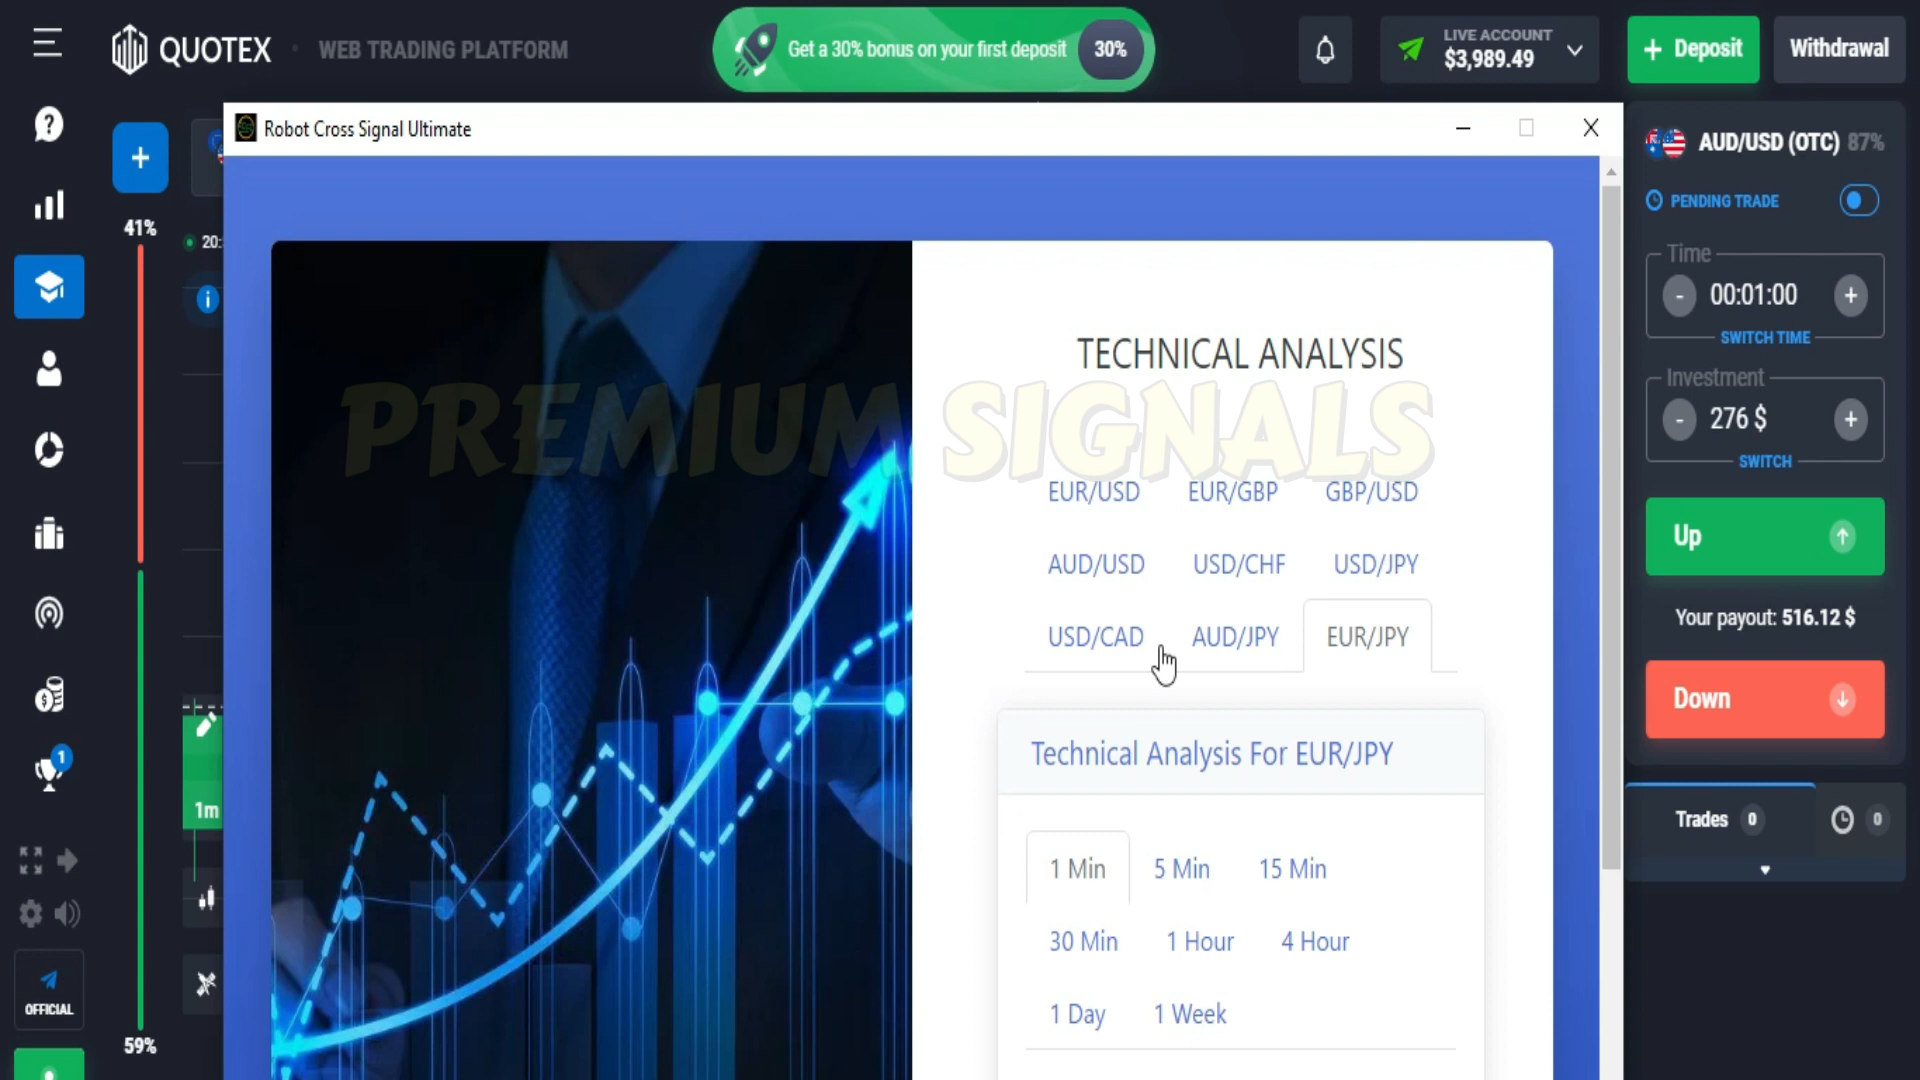 QUOTEX
WEB TRADING PLATFORM
Get a 30% bonus on your first deposit
30%
LIVE ACCOUNT
$3,989.49
+ Deposit
Withdrawal
Robot Cross Signal Ultimate
AUD/USD (OTC) 87%
PENDING TRADE
41%
20:
Time
- 00:01:00 +
SWITCH TIME
TECHNICAL ANALYSIS
Investment
- 276 $ +
SWITCH
PREMIUM SIGNALS
EUR/USD EUR/GBP GBP/USD
AUD/USD USD/CHF USD/JPY
USD/CAD AUD/JPY EUR/JPY
Up
Your payout: 516.12 $
Down
Technical Analysis For EUR/JPY
1
1m
Trades 0 0
1 Min 5 Min 15 Min
30 Min 1 Hour 4 Hour
1 Day 1 Week
OFFICIAL
59%